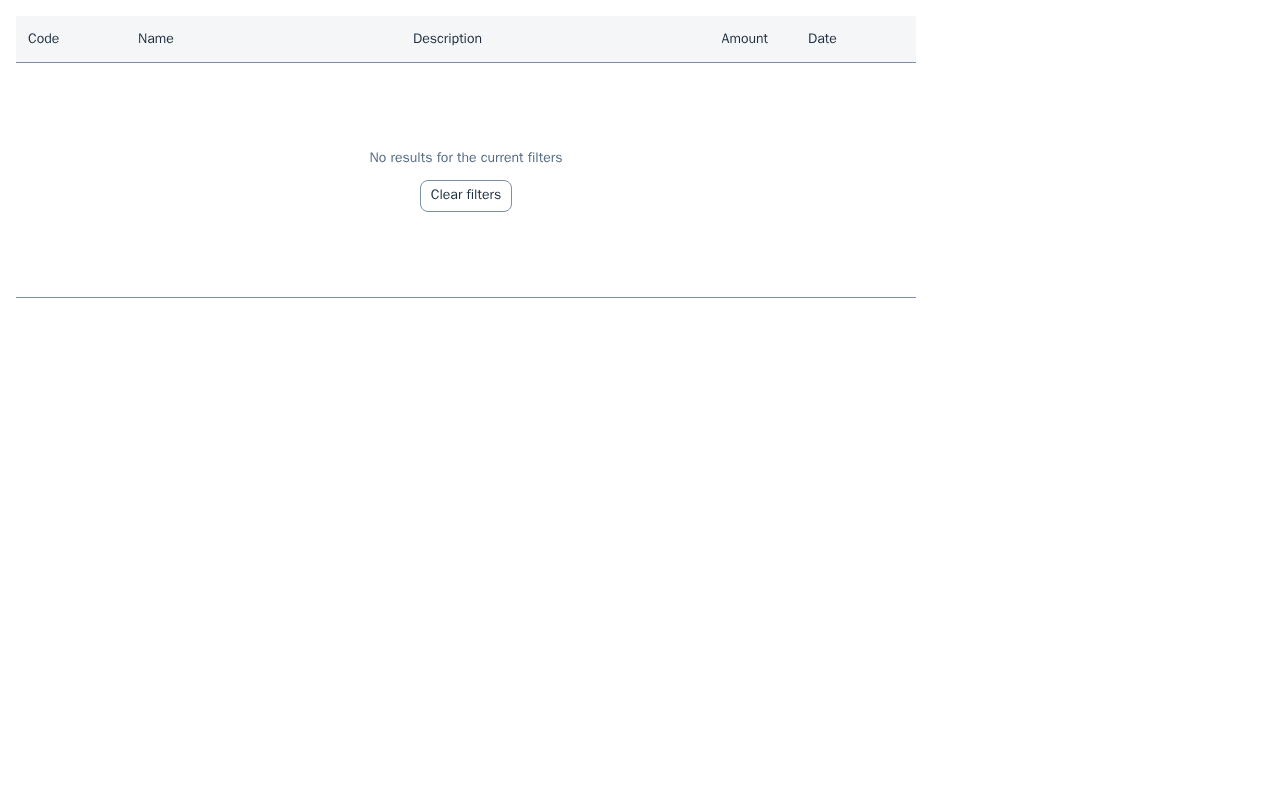 Code Name Description Amount Date
No results for the current filters
Clear filters